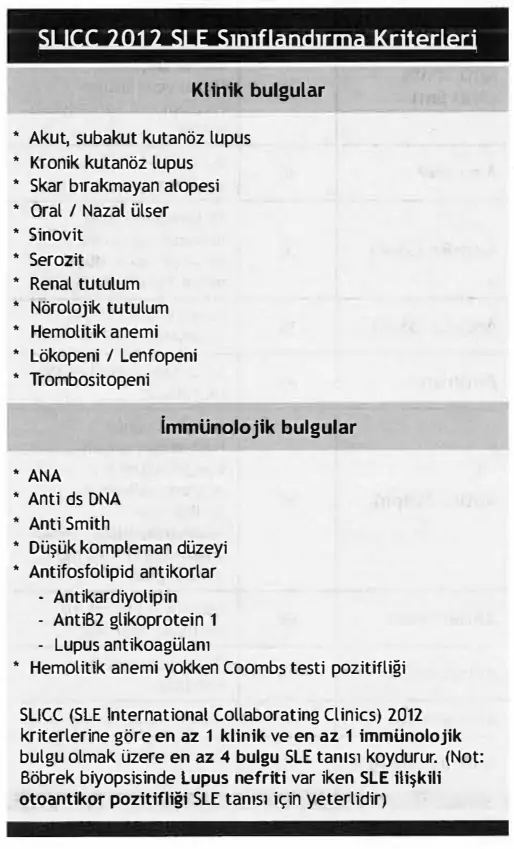 SLICC 2012 SLE Sınıflandırma Kriterleri
Klinik bulgular
* Akut, subakut kutanöz lupus
* Kronik kutanöz lupus
* Skar bırakmayan alopesi
* Oral / Nazal ülser
* Sinovit
* Serozit
* Renal tutulum
* Nörolojik tutulum
* Hemolitik anemi
* Lökopeni / Lenfopeni
* Trombositopeni
İmmünolojik bulgular
* ANA
* Anti ds DNA
* Anti Smith
* Düşük kompleman düzeyi
* Antifosfolipid antikorlar
- Antikardiyolipin
- Antiß2 glikoprotein 1
- Lupus antikoagülanı
* Hemolitik anemi yokken Coombs testi pozitifliği
SLICC (SLE International Collaborating Clinics) 2012
kriterlerine göre en az 1 klinik ve en az 1 immünolojik
bulgu olmak üzere en az 4 bulgu SLE tanısı koydurur. (Not:
Böbrek biyopsisinde Lupus nefriti var iken SLE ilişkili
otoantikor pozitifliği SLE tanısı için yeterlidir)